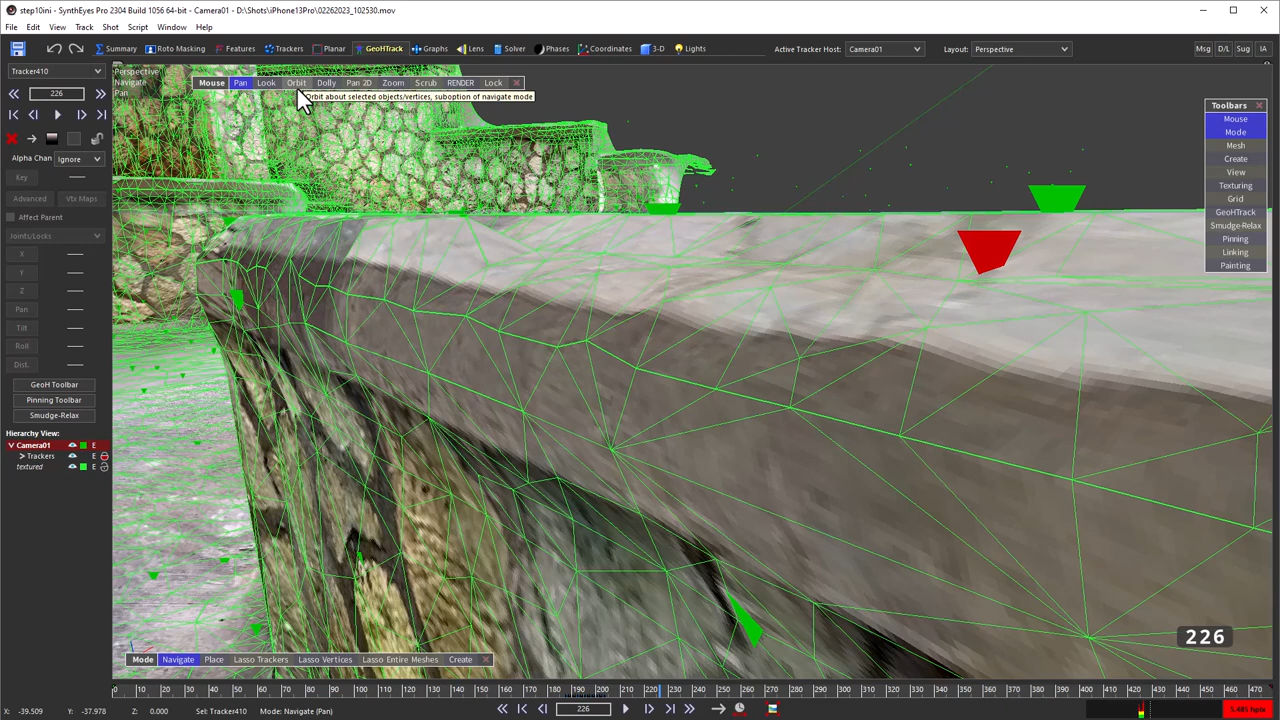 step10ini - SynthEyes Pro 2304 Build 1056 64-bit - Camera01 - D:\Shots\iPhone13Pro\02262023_102530.mov
File Edit View Track Shot Script Window Help
Summary Roto Masking Features Trackers Planar GeoHTrack Graphs Lens Solver Phases Coordinates 3-D Lights Active Tracker Host: Camera01 Layout: Perspective Msg D/L Sug IA
Tracker410
226
Alpha Chan Ignore
Key
Advanced Vtx Maps
Affect Parent
Joints/Locks
X
Y
Z
Pan
Tilt
Roll
Dist.
GeoH Toolbar
Pinning Toolbar
Smudge-Relax
Hierarchy View:
Camera01 E
Trackers E
textured E
Perspective
Navigate
Pan
Mouse Pan Look Orbit Dolly Pan 2D Zoom Scrub RENDER Lock
Orbit about selected objects/vertices, suboption of navigate mode
Toolbars
Mouse
Mode
Mesh
Create
View
Texturing
Grid
GeoHTrack
Smudge-Relax
Pinning
Linking
Painting
226
Mode Navigate Place Lasso Trackers Lasso Vertices Lasso Entire Meshes Create
0 10 20 30 40 50 60 70 80 90 100 110 120 130 140 150 160 170 180 190 200 210 220 230 240 250 260 270 280 290 300 310 320 330 340 350 360 370 380 390 400 410 420 430 440 450 460 470
X: -39.509 Y: -37.978 Z: 0.000 Sel: Tracker410 Mode: Navigate (Pan) 226 5.485 hpix